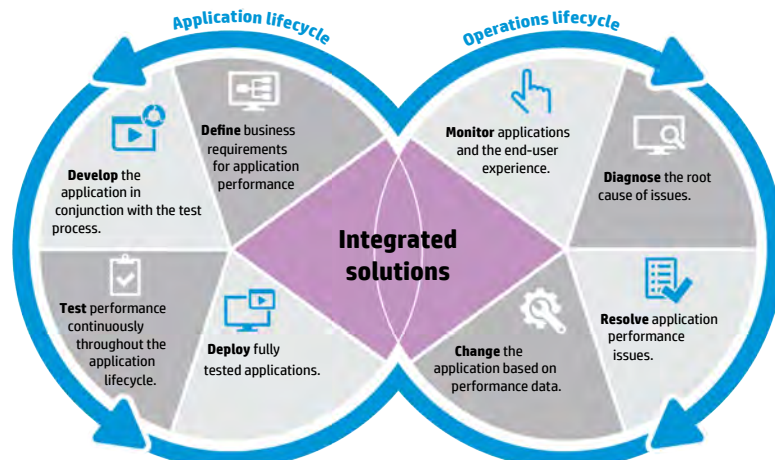 Application lifecycle
Operations lifecycle
Define business
requirements
for application
performance
Develop the
application in
conjunction with the test
process.
Test performance
continuously
throughout the
application
lifecycle.
Deploy fully
tested applications.
Integrated
solutions
Monitor applications
and the end-user
experience.
Diagnose the root
cause of issues.
Resolve application
performance
issues.
Change the
application based on
performance data.